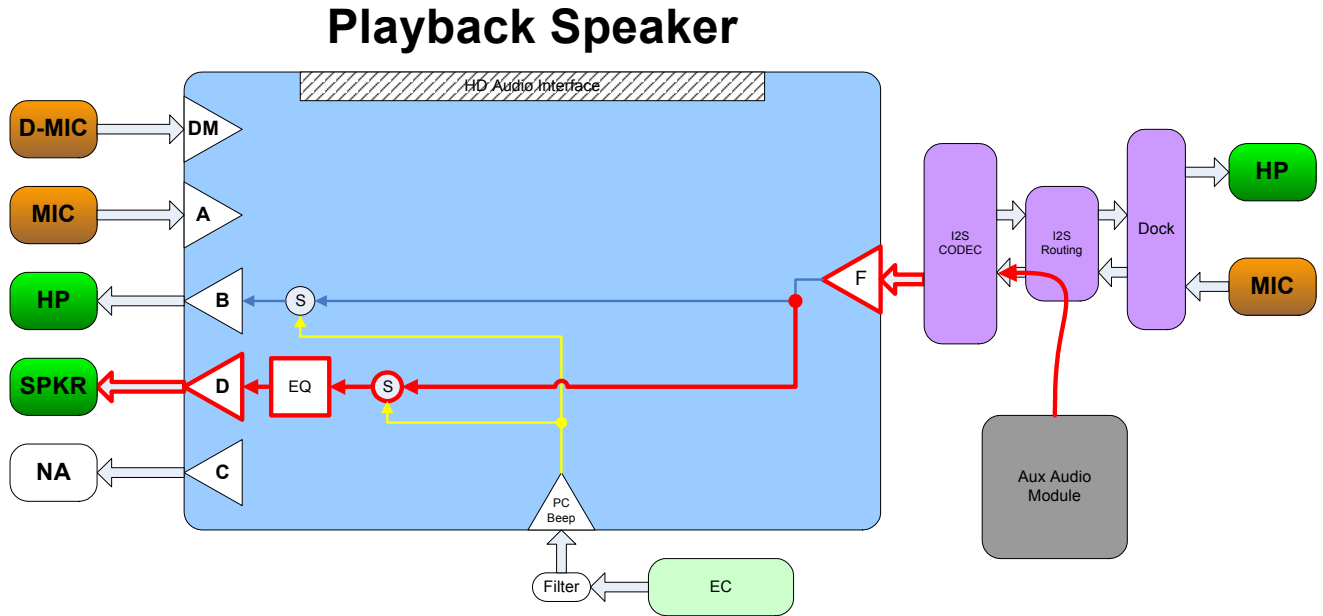 Playback Speaker
HD Audio Interface
D-MIC
DM
MIC
A
HP
B
S
SPKR
D
EQ
S
NA
C
F
I2S
CODEC
I2S
Routing
Dock
HP
MIC
PC
Beep
Filter
EC
Aux Audio
Module